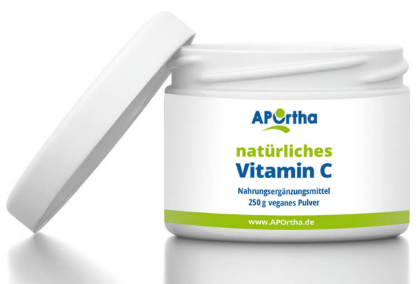 APOrtha
natürliches
Vitamin C
Nahrungsergänzungsmittel
250 g veganes Pulver
www.APOrtha.de